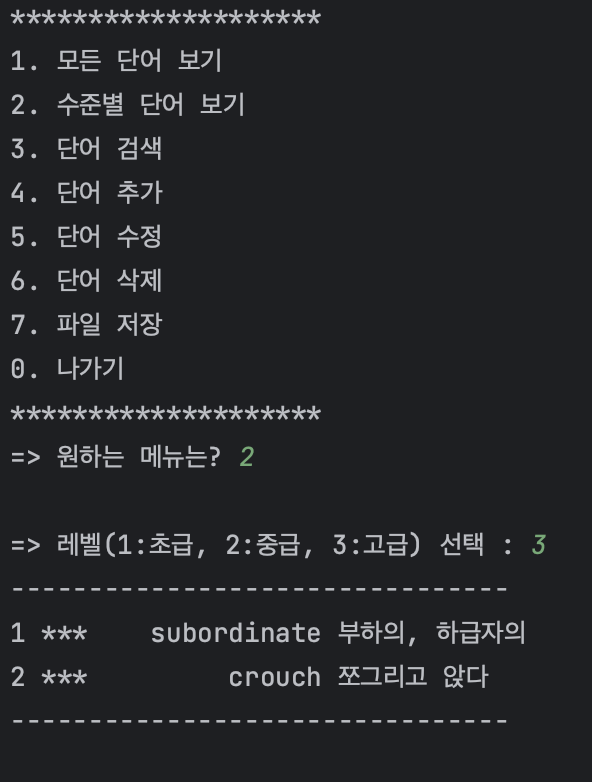 ********************
1. 모든 단어 보기
2. 수준별 단어 보기
3. 단어 검색
4. 단어 추가
5. 단어 수정
6. 단어 삭제
7. 파일 저장
0. 나가기
********************
=> 원하는 메뉴는? 2
=> 레벨(1:초급, 2:중급, 3:고급) 선택 : 3
--------------------------------
1 ***    subordinate 부하의, 하급자의
2 ***         crouch 쪼그리고 앉다
--------------------------------